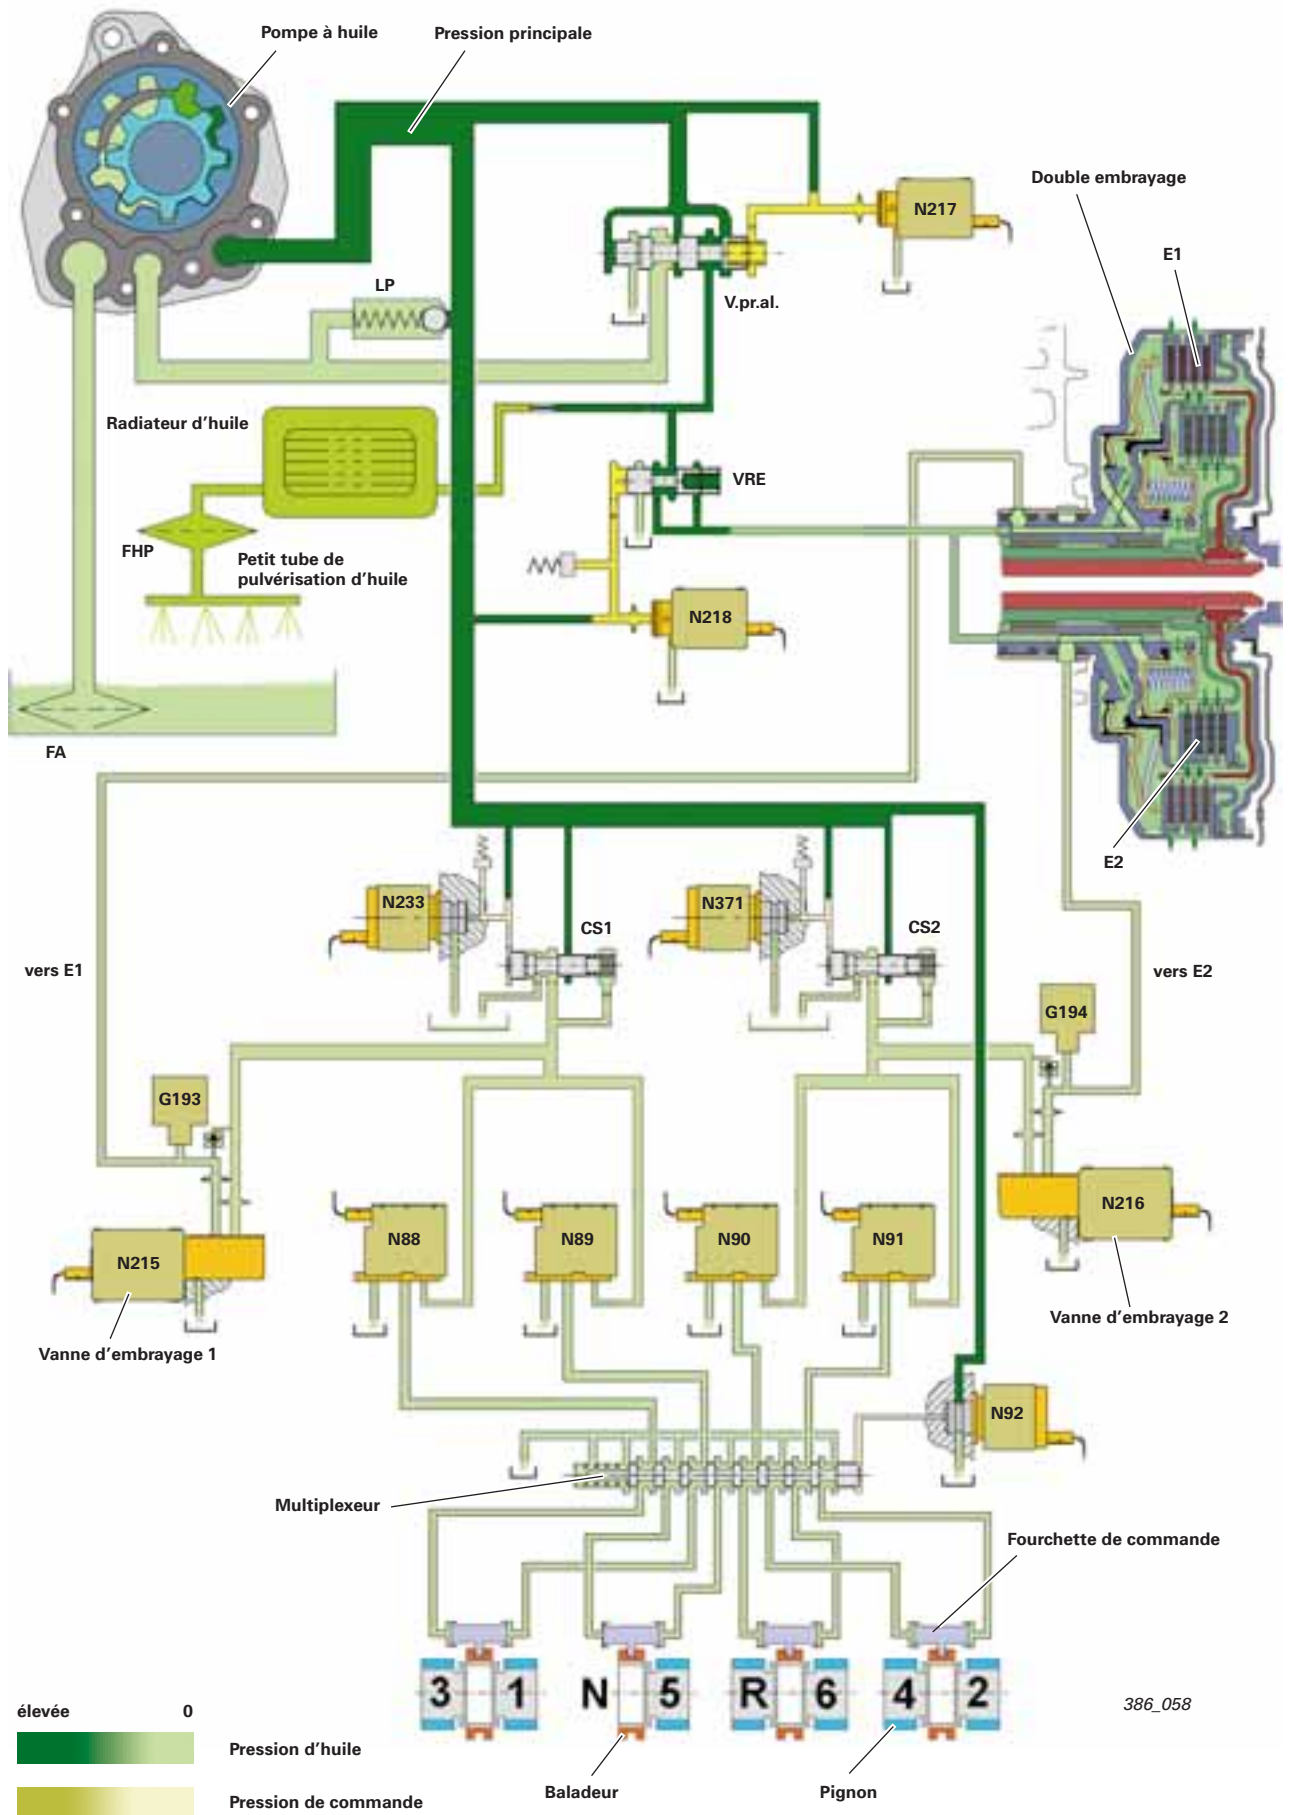 Pompe à huile
Pression principale
N217
Double embrayage
E1
LP
V.pr.al.
Radiateur d'huile
VRE
FHP
Petit tube de
pulvérisation d'huile
N218
FA
E2
N233
N371
CS1
CS2
vers E1
vers E2
G194
G193
N88
N89
N90
N91
N216
N215
Vanne d'embrayage 2
Vanne d'embrayage 1
N92
Multiplexeur
Fourchette de commande
3 1 N 5 R 6 4 2
386_058
élevée 0
Pression d'huile
Baladeur
Pignon
Pression de commande